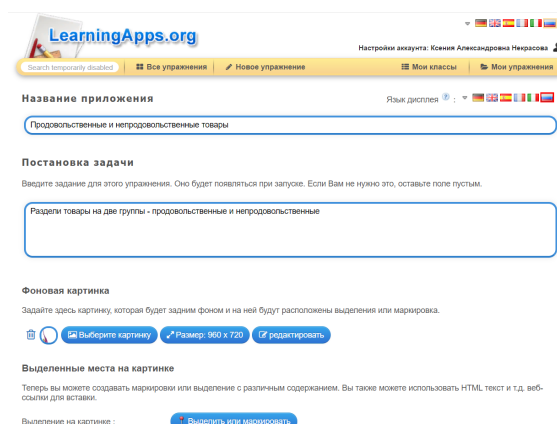 LearningApps.org
Настройки аккаунта: Ксения Александровна Некрасова
Search temporarily disabled
Все упражнения
Новое упражнение
Мои классы
Мои упражнения
Название приложения
Язык дисплея ? :
Продовольственные и непродовольственные товары
Постановка задачи
Введите задание для этого упражнения. Оно будет появляться при запуске. Если Вам не нужно это, оставьте поле пустым.
Раздели товары на две группы - продовольственные и непродовольственные
Фоновая картинка
Задайте здесь картинку, которая будет задним фоном и на ней будут расположены выделения или маркировка.
Выберите картинку
Размер: 960 x 720
редактировать
Выделенные места на картинке
Теперь вы можете создавать маркировки или выделение с различным содержанием. Вы также можете использовать HTML текст и т.д. веб-
ссылки для вставки.
Выделение на картинке :
Выделить или маркировать